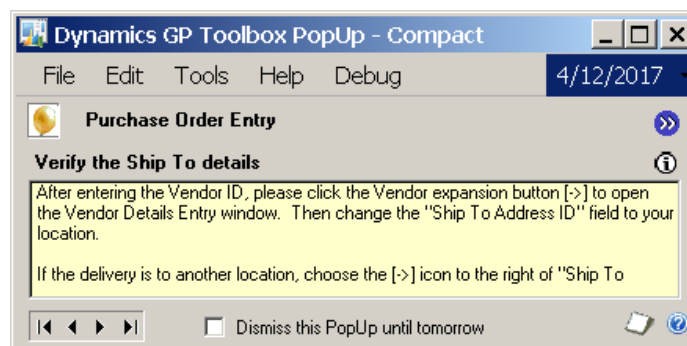 Dynamics GP Toolbox PopUp - Compact
File Edit Tools Help Debug 4/12/2017
Purchase Order Entry
Verify the Ship To details
After entering the Vendor ID, please click the Vendor expansion button [->] to open
the Vendor Details Entry window.  Then change the "Ship To Address ID" field to your
location.
If the delivery is to another location, choose the [->] icon to the right of "Ship To
Dismiss this PopUp until tomorrow